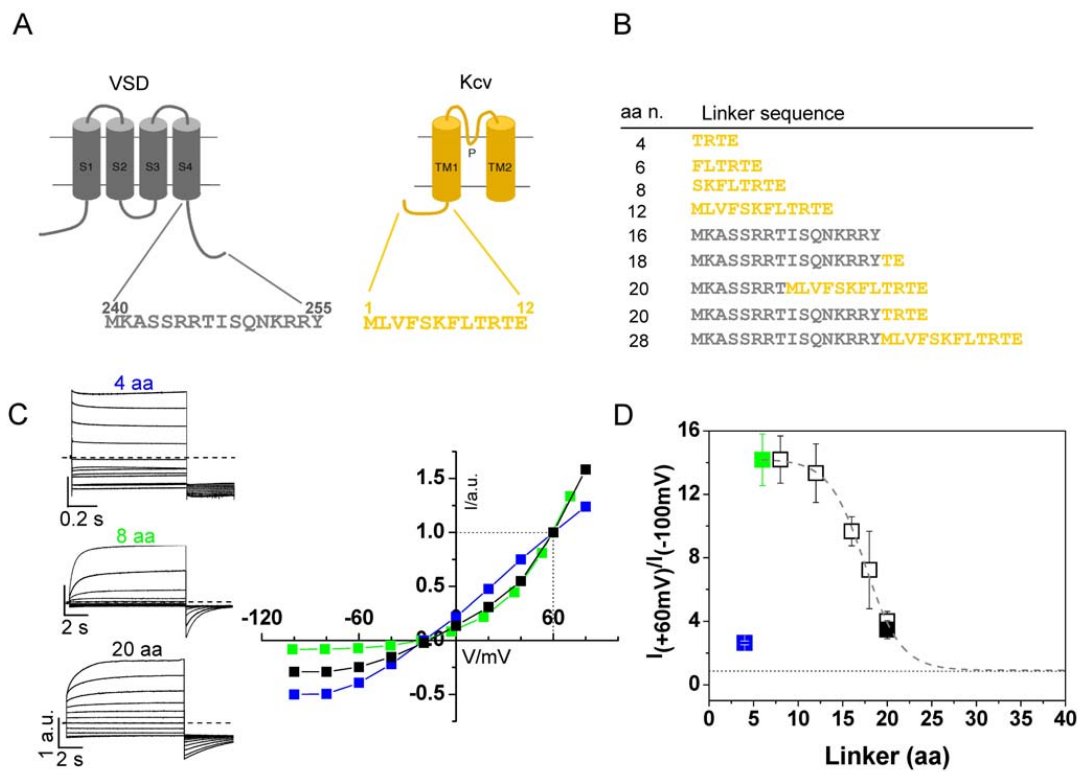 A
VSD
S1 S2 S3 S4
240 255
MKASSRRTISQNKRRY
Kcv
P
TM1 TM2
1 12
MLVFSKFLTRTE
B
aa n. Linker sequence
4 TRTE
6 FLTRTE
8 SKFLTRTE
12 MLVFSKFLTRTE
16 MKASSRRTISQNKRRY
18 MKASSRRTISQNKRRYTE
20 MKASSRRTMLVFSKFLTRTE
20 MKASSRRTISQNKRRYTRTE
28 MKASSRRTISQNKRRYMLVFSKFLTRTE
C
4 aa
0.2 s
8 aa
2 s
20 aa
1 a.u.
2 s
I/a.u.
1.5
1.0
0.5
-120 -60 0 60
0.0
V/mV
-0.5
D
I(+60mV)/I(-100mV)
16
12
8
4
0
0 5 10 15 20 25 30 35 40
Linker (aa)